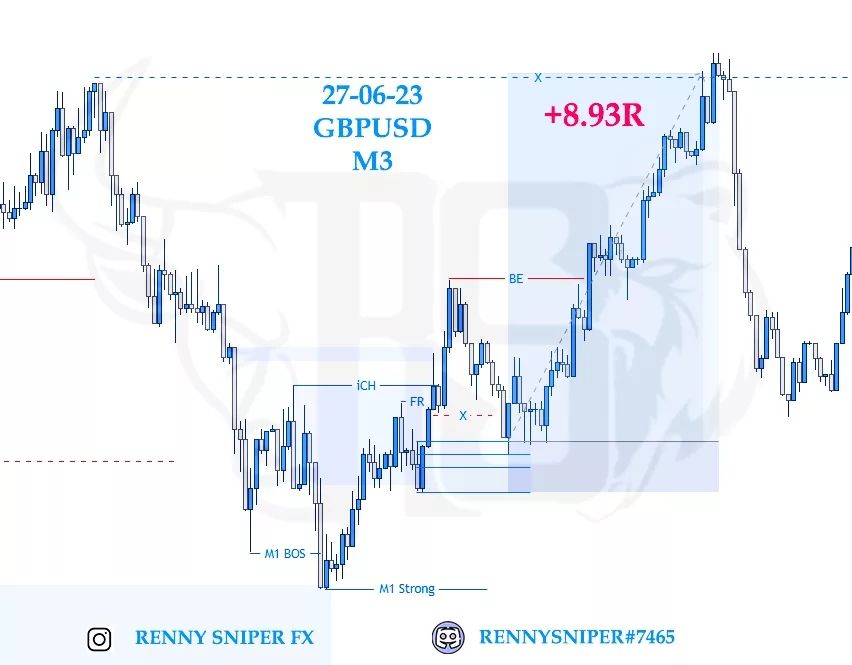 X
27-06-23
GBPUSD
M3
+8.93R
BE
iCH
FR
X
M1 BOS
M1 Strong
RENNY SNIPER FX
RENNYSNIPER#7465